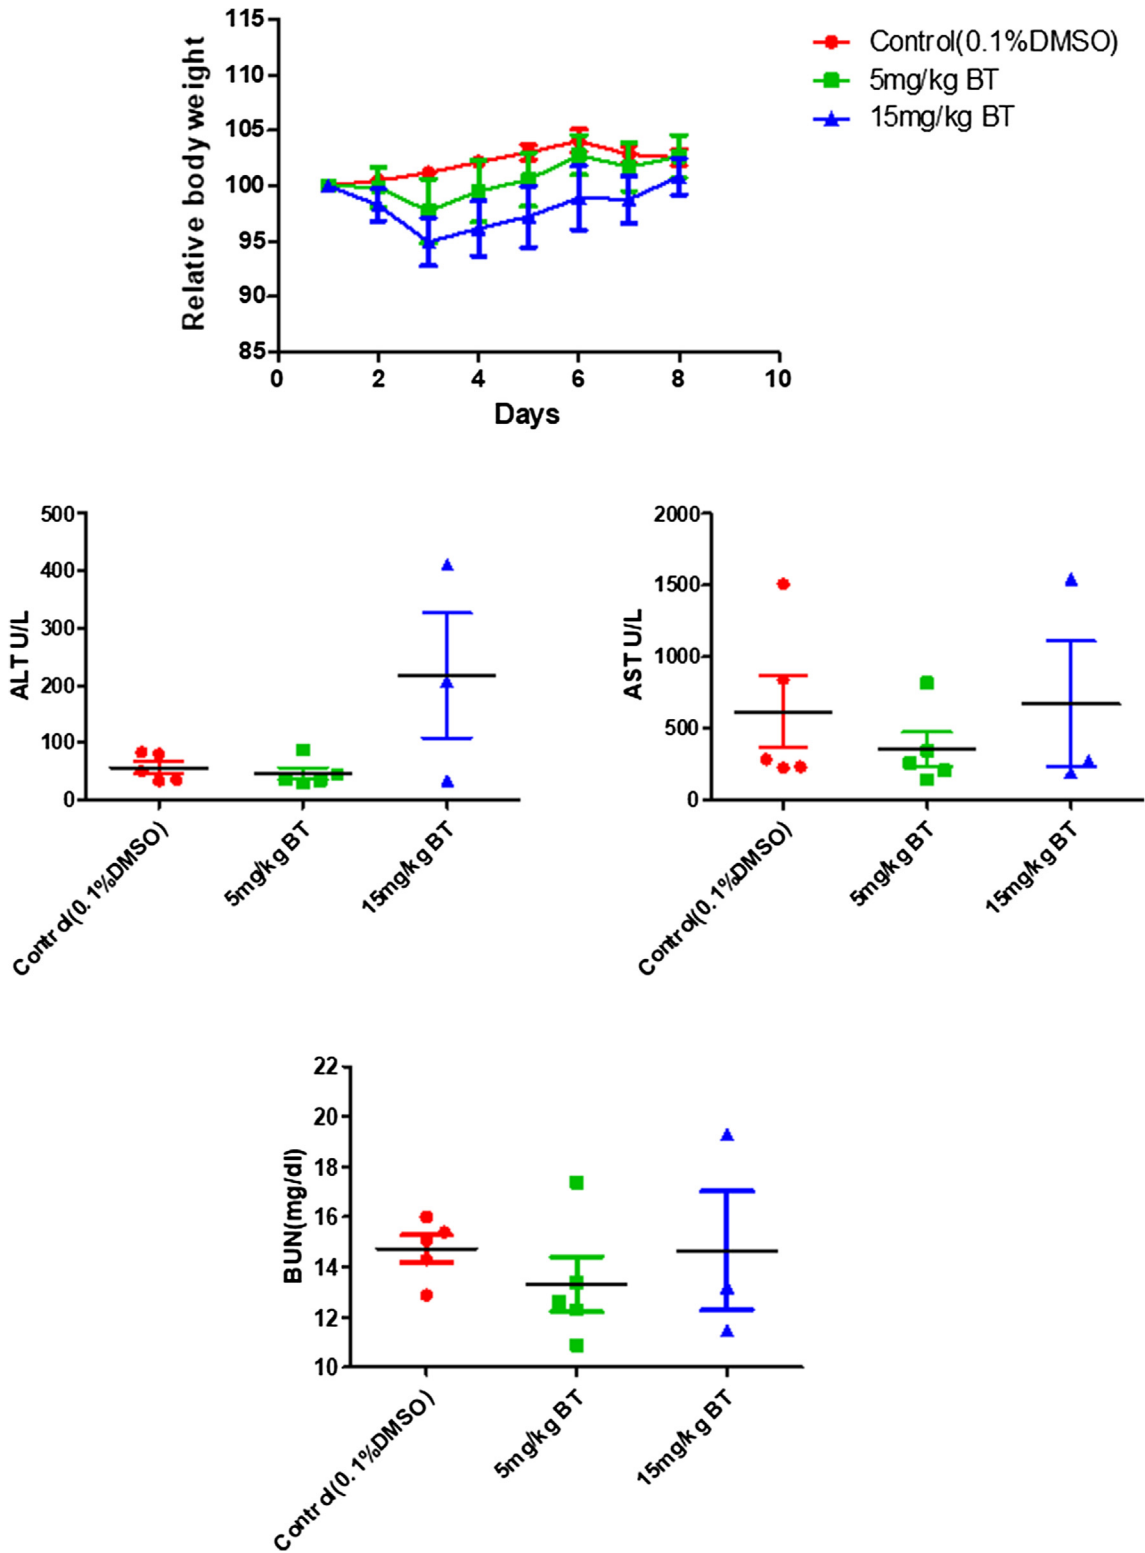 115
110
105
100
95
90
85
Relative bodyweight
0 2 4 6 8 10
Days
Control(0.1%DMSO)
5mg/kg BT
15mg/kg BT
500
400
300
200
100
0
ALT U/L
Control(0.1%DMSO)
5mg/kg BT
15mg/kg BT
2000
1500
1000
500
0
AST U/L
Control(0.1%DMSO)
5mg/kg BT
15mg/kg BT
22
20
18
16
14
12
10
BUN(mg/dl)
Control(0.1%DMSO)
5mg/kg BT
15mg/kg BT